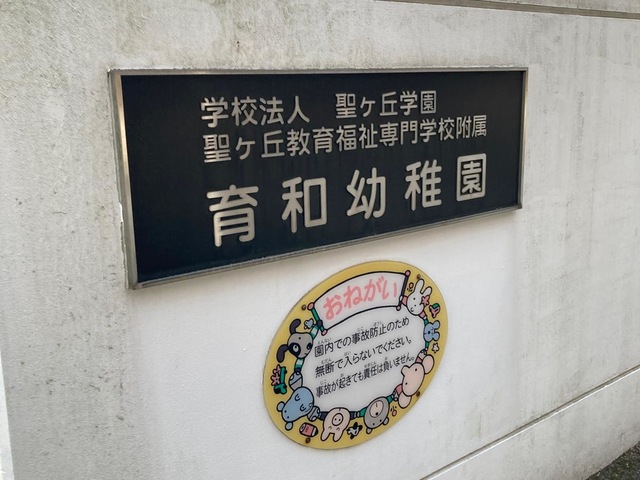 学校法人　聖ヶ丘学園
聖ヶ丘教育福祉専門学校附属
育和幼稚園
おねがい
園内での事故防止のため
無断で入らないでください。
事故が起きても責任は負いません。